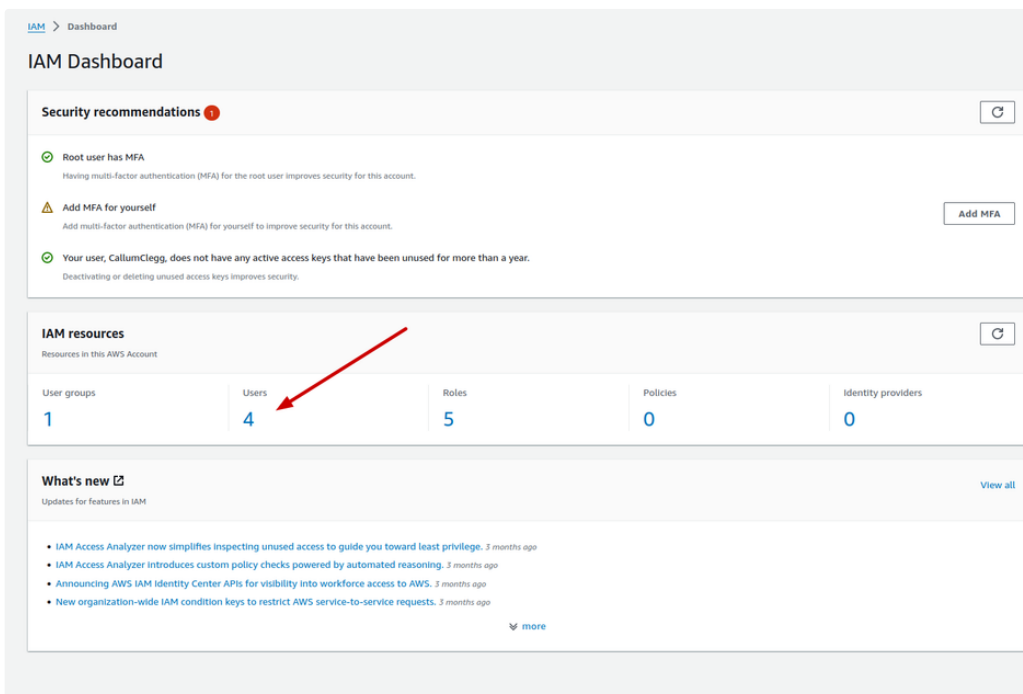 IAM > Dashboard
IAM Dashboard
Security recommendations 1
Root user has MFA
Having multi-factor authentication (MFA) for the root user improves security for this account.
Add MFA for yourself
Add MFA
Add multi-factor authentication (MFA) for yourself to improve security for this account.
Your user, CallumClegg, does not have any active access keys that have been unused for more than a year.
Deactivating or deleting unused access keys improves security.
IAM resources
Resources in this AWS Account
User groups Users Roles Policies Identity providers
1 4 5 0 0
What's new
View all
Updates for features in IAM
• IAM Access Analyzer now simplifies inspecting unused access to guide you toward least privilege. 3 months ago
• IAM Access Analyzer introduces custom policy checks powered by automated reasoning. 3 months ago
• Announcing AWS IAM Identity Center APIs for visibility into workforce access to AWS. 3 months ago
• New organization-wide IAM condition keys to restrict AWS service-to-service requests. 3 months ago
more